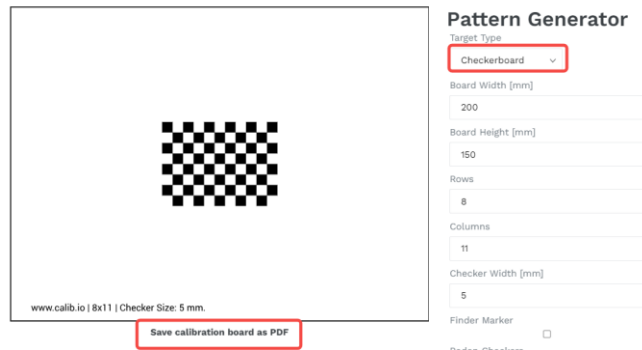 Pattern Generator
Target Type
Checkerboard
Board Width [mm]
200
Board Height [mm]
150
Rows
8
Columns
11
Checker Width [mm]
5
Finder Marker
www.calib.io | 8x11 | Checker Size: 5 mm.
Save calibration board as PDF